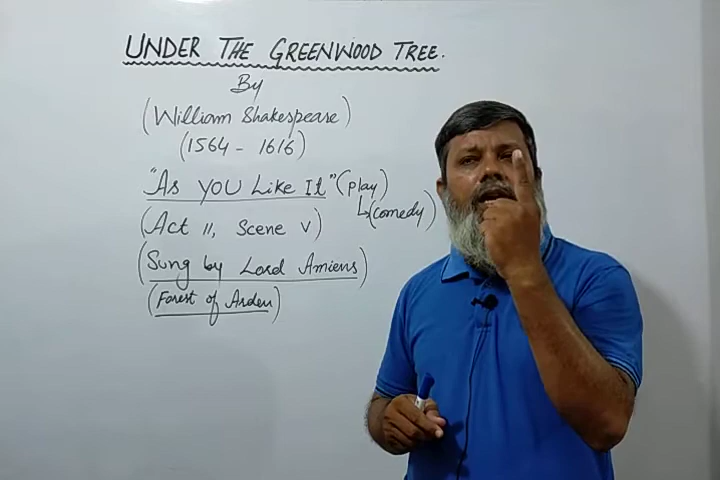 UNDER THE GREENWOOD TREE.
By
(William Shakespeare)
(1564 - 1616)
"AS YOU Like It" (play)
↳(comedy)
(Act II, Scene V)
(Sung by Lord Amiens)
(Forest of Arden)